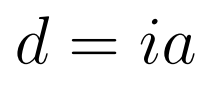 d = ia